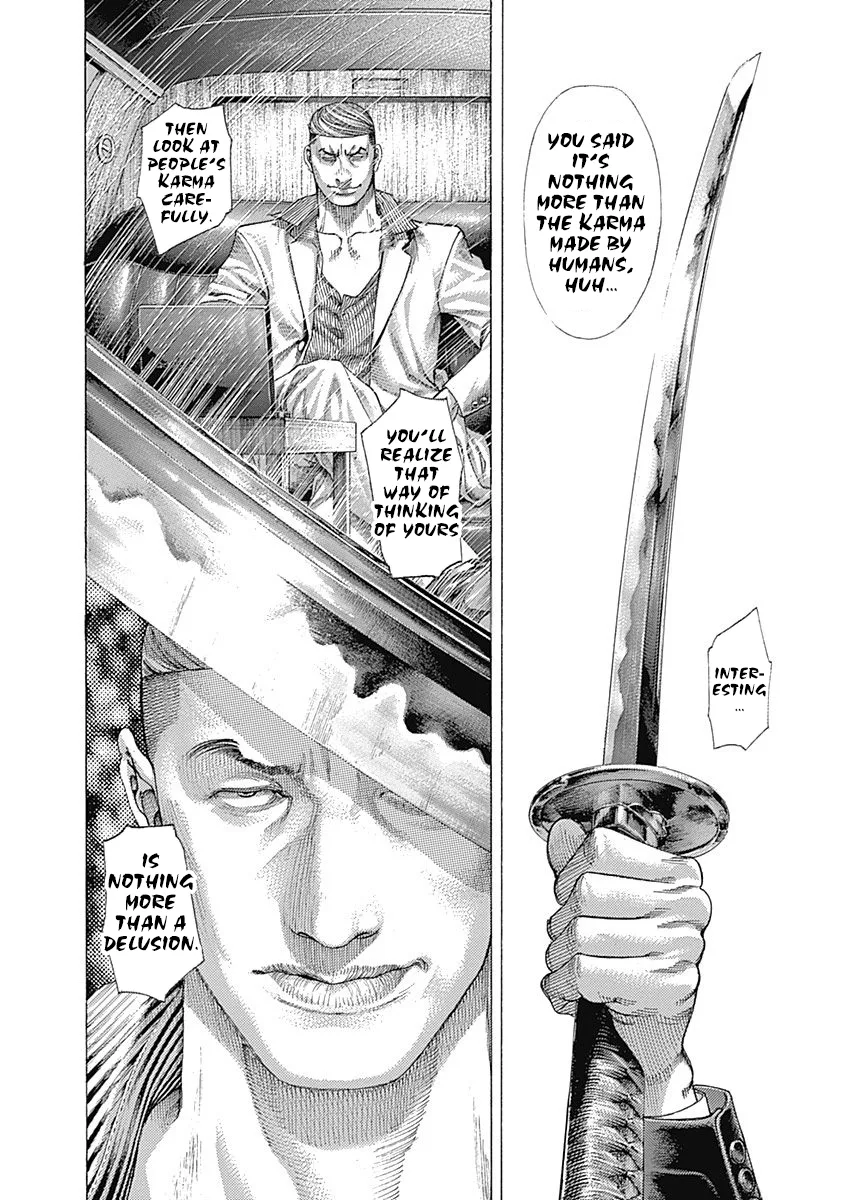 YOU SAID
IT'S
NOTHING
MORE THAN
THE KARMA
MADE BY
HUMANS,
HUH...
INTER-
ESTING
...
THEN
LOOK AT
PEOPLE'S
KARMA
CARE-
FULLY.
YOU'LL
REALIZE
THAT
WAY OF
THINKING
OF YOURS
IS
NOTHING
MORE
THAN A
DELUSION.